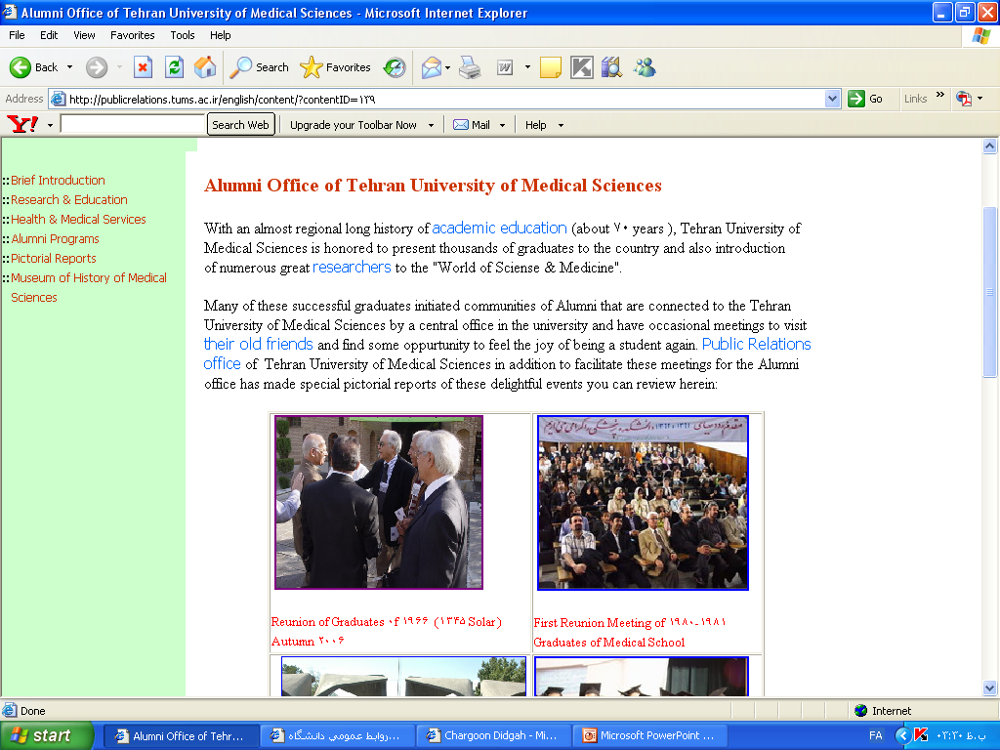 Alumni Office of Tehran University of Medical Sciences - Microsoft Internet Explorer
File Edit View Favorites Tools Help
Back Search Favorites
Address http://publicrelations.tums.ac.ir/english/content/?contentID=۱۲۹ Go Links »
Y! Search Web Upgrade your Toolbar Now Mail Help
::Brief Introduction
::Research & Education
::Health & Medical Services
::Alumni Programs
::Pictorial Reports
::Museum of History of Medical
Sciences
Alumni Office of Tehran University of Medical Sciences
With an almost regional long history of academic education (about ۷۰ years ), Tehran University of
Medical Sciences is honored to present thousands of graduates to the country and also introduction
of numerous great researchers to the "World of Sciense & Medicine".
Many of these successful graduates initiated communities of Alumni that are connected to the Tehran
University of Medical Sciences by a central office in the university and have occasional meetings to visit
their old friends and find some oppurtunity to feel the joy of being a student again. Public Relations
office of Tehran University of Medical Sciences in addition to facilitate these meetings for the Alumni
office has made special pictorial reports of these delightful events you can review herein:
دانشکده پزشکی را گرامی می داریم
Reunion of Graduates of ۱۹۶۶ (۱۳۴۵ Solar)
Autumn ۲۰۰۶
First Reunion Meeting of ۱۹۸۰-۱۹۸۱
Graduates of Medical School
Done Internet
start Alumni Office of Tehr... روابط عمومي دانشگاه... Chargoon Didgah - Mi... Microsoft PowerPoint ... FA ۰۳:۲۰ ب.ظ